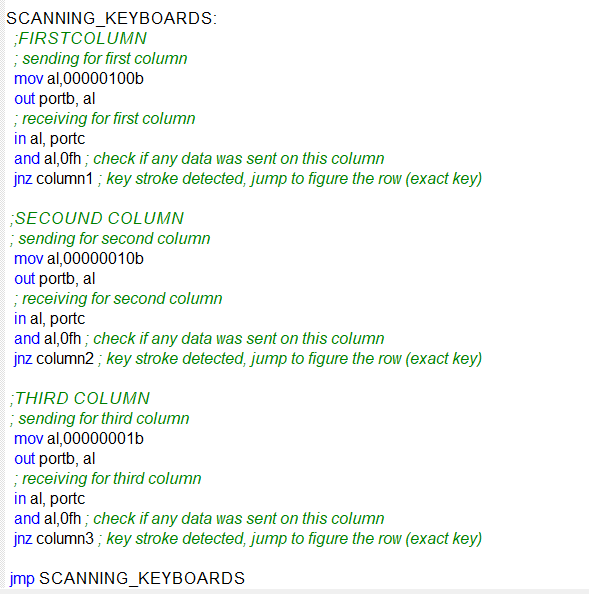 SCANNING_KEYBOARDS:
;FIRSTCOLUMN
; sending for first column
mov al,00000100b
out portb, al
; receiving for first column
in al, portc
and al,0fh ; check if any data was sent on this column
jnz column1 ; key stroke detected, jump to figure the row (exact key)
;SECOUND COLUMN
; sending for second column
mov al,00000010b
out portb, al
; receiving for second column
in al, portc
and al,0fh ; check if any data was sent on this column
jnz column2 ; key stroke detected, jump to figure the row (exact key)
;THIRD COLUMN
; sending for third column
mov al,00000001b
out portb, al
; receiving for third column
in al, portc
and al,0fh ; check if any data was sent on this column
jnz column3 ; key stroke detected, jump to figure the row (exact key)
jmp SCANNING_KEYBOARDS